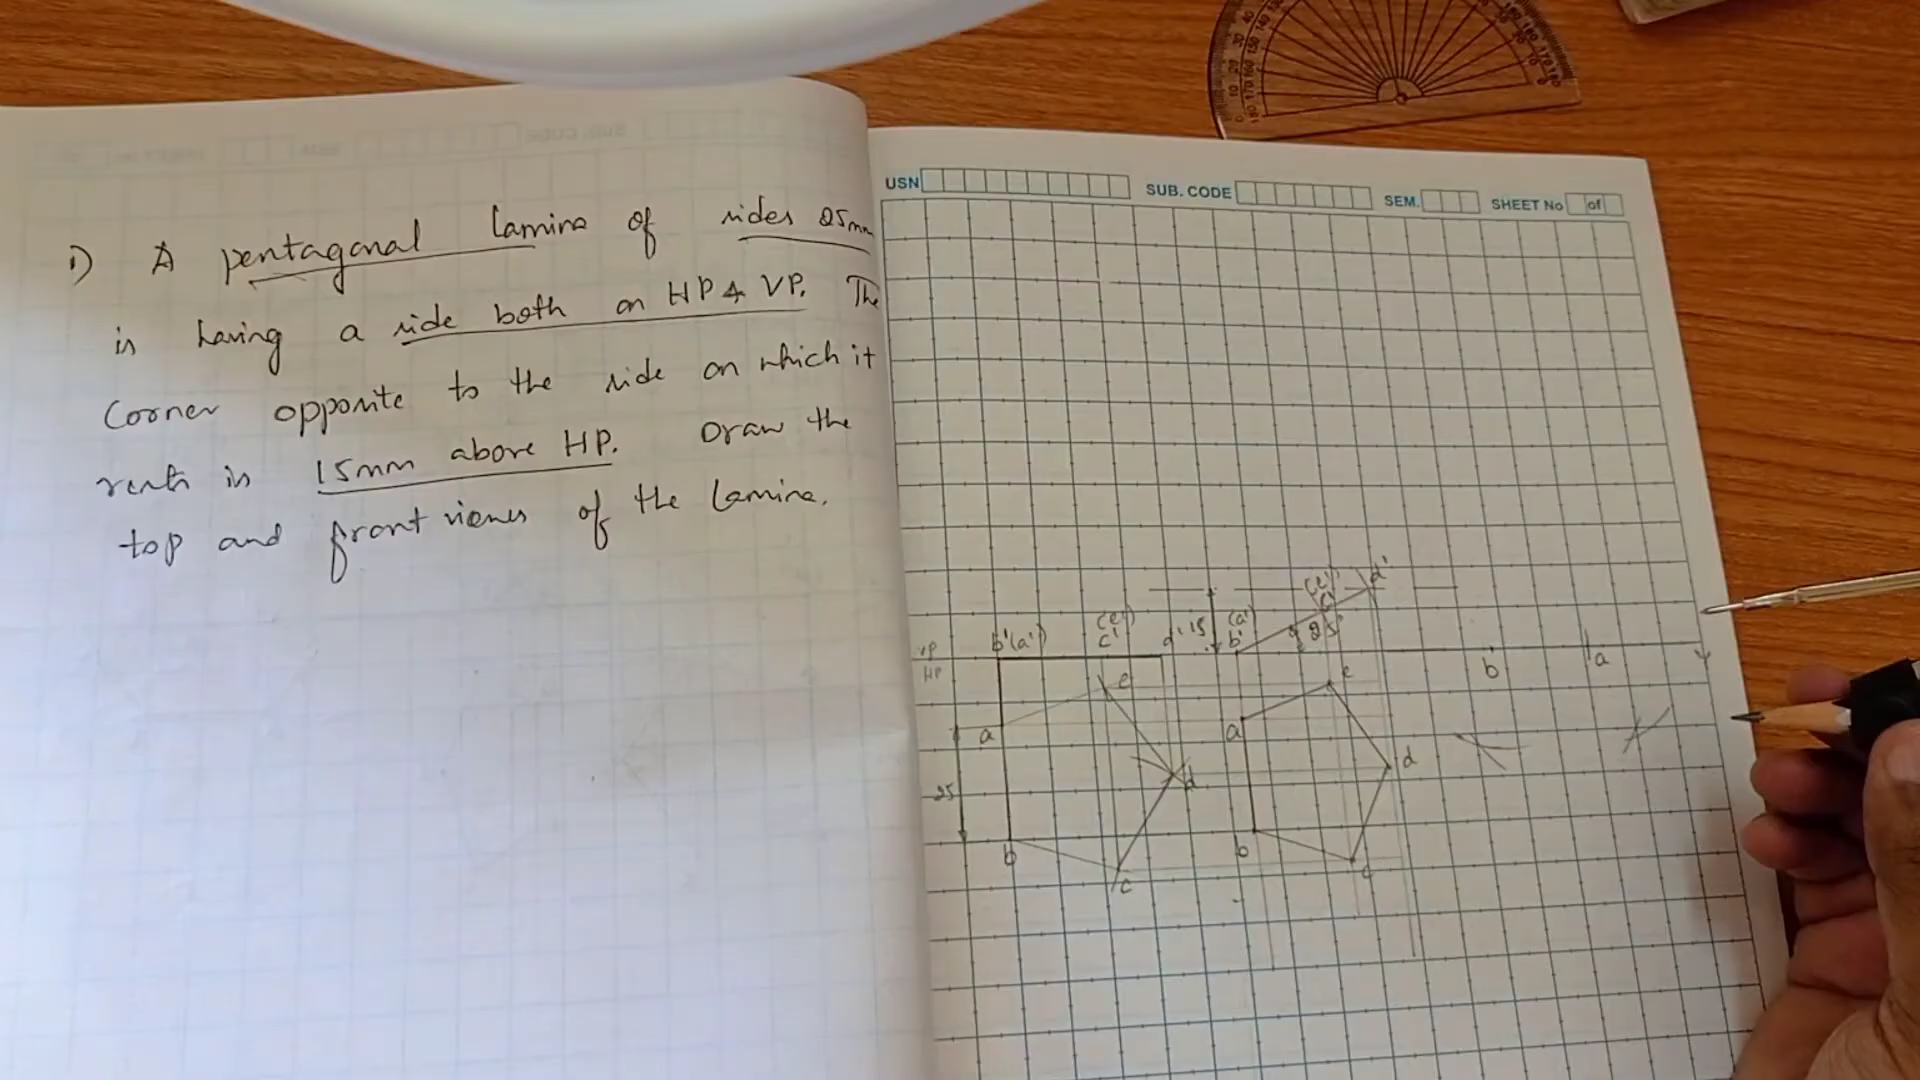 1) A pentagonal lamina of sides 25mm
is having a side both on HP & VP. The
Corner opposite to the side on which it
rests is 15mm above HP. Draw the
top and front views of the lamina.
USN SUB. CODE SEM. SHEET No of
(e') d'
b'(a') (e') c' d' 15 (a') b' c' 25
VP
HP
e e b a
a a
d d
25
b b
c c